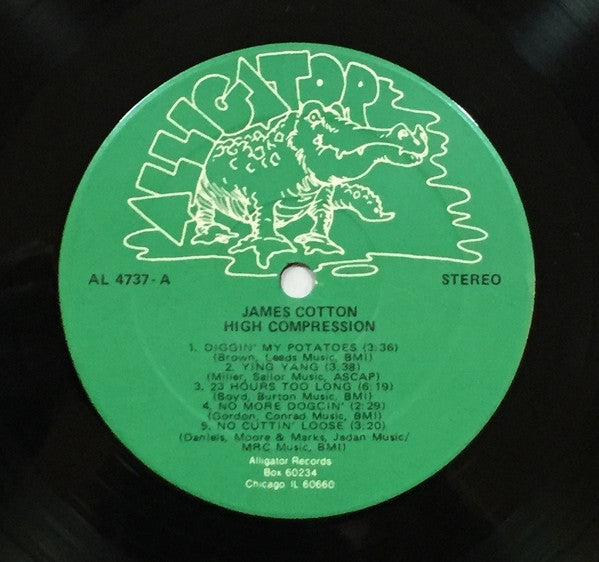 ALLIGATOR
AL 4737-A
STEREO
JAMES COTTON
HIGH COMPRESSION
1. DIGGIN' MY POTATOES (3:36)
(Brown, Leeds Music, BMI)
2. YING YANG (3:38)
(Miller, Sailor Music, ASCAP)
3. 23 HOURS TOO LONG (6:19)
(Boyd, Burton Music, BMI)
4. NO MORE DOGGIN' (2:29)
(Gordon, Conrad Music, BMI)
5. NO CUTTIN' LOOSE (3:20)
(Daniels, Moore & Marks, Jadan Music/
MRC Music, BMI)
Alligator Records
Box 60234
Chicago IL 60660